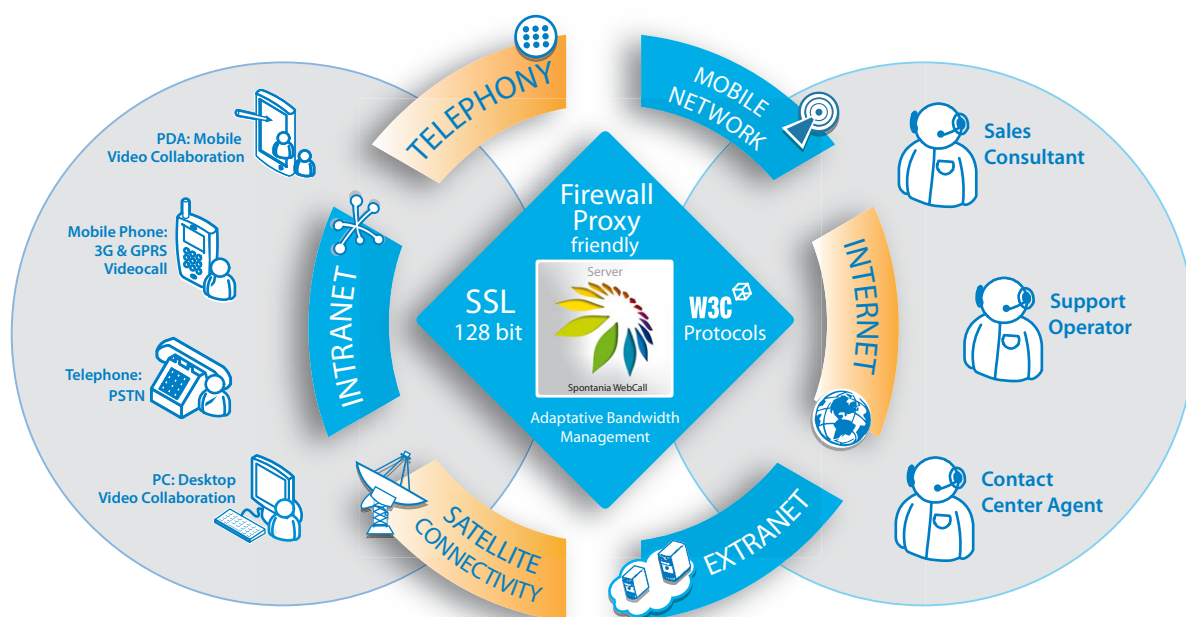 TELEPHONY
MOBILE
NETWORK
PDA: Mobile
Video Collaboration
Mobile Phone:
3G & GPRS
Videocall
Telephone:
PSTN
PC: Desktop
Video Collaboration
INTRANET
SATELLITE
CONNECTIVITY
Firewall
Proxy
friendly
Server
SSL
128 bit
W3C
Protocols
Spontania WebCall
Adaptative Bandwidth
Management
INTERNET
EXTRANET
Sales
Consultant
Support
Operator
Contact
Center Agent